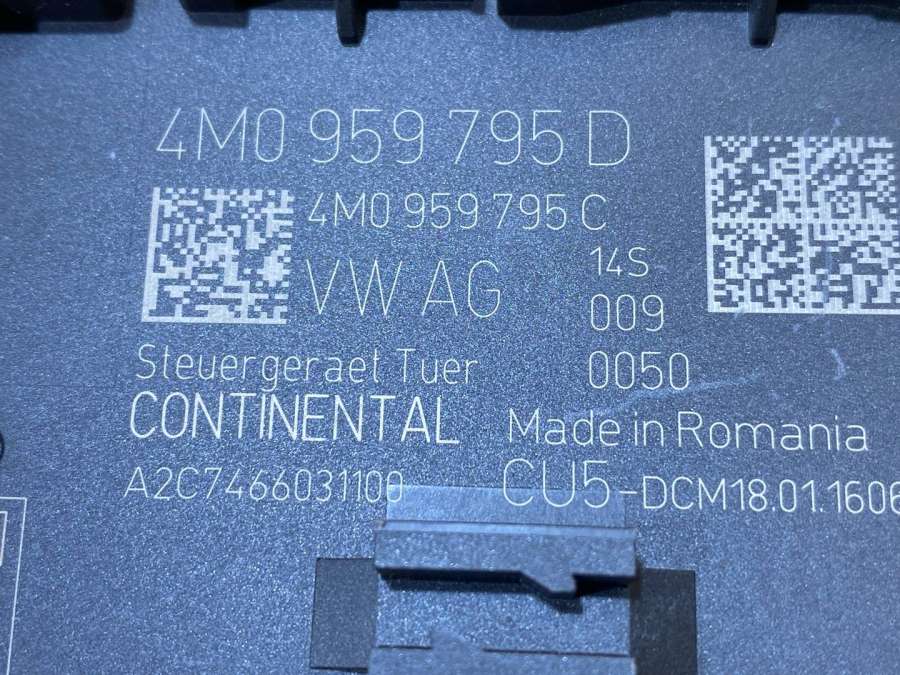 4M0 959 795 D
4M0 959 795 C
VW AG
14S
009
0050
Steuergeraet Tuer
CONTINENTAL
Made in Romania
A2C7466031100
CU5-DCM18.01.1606